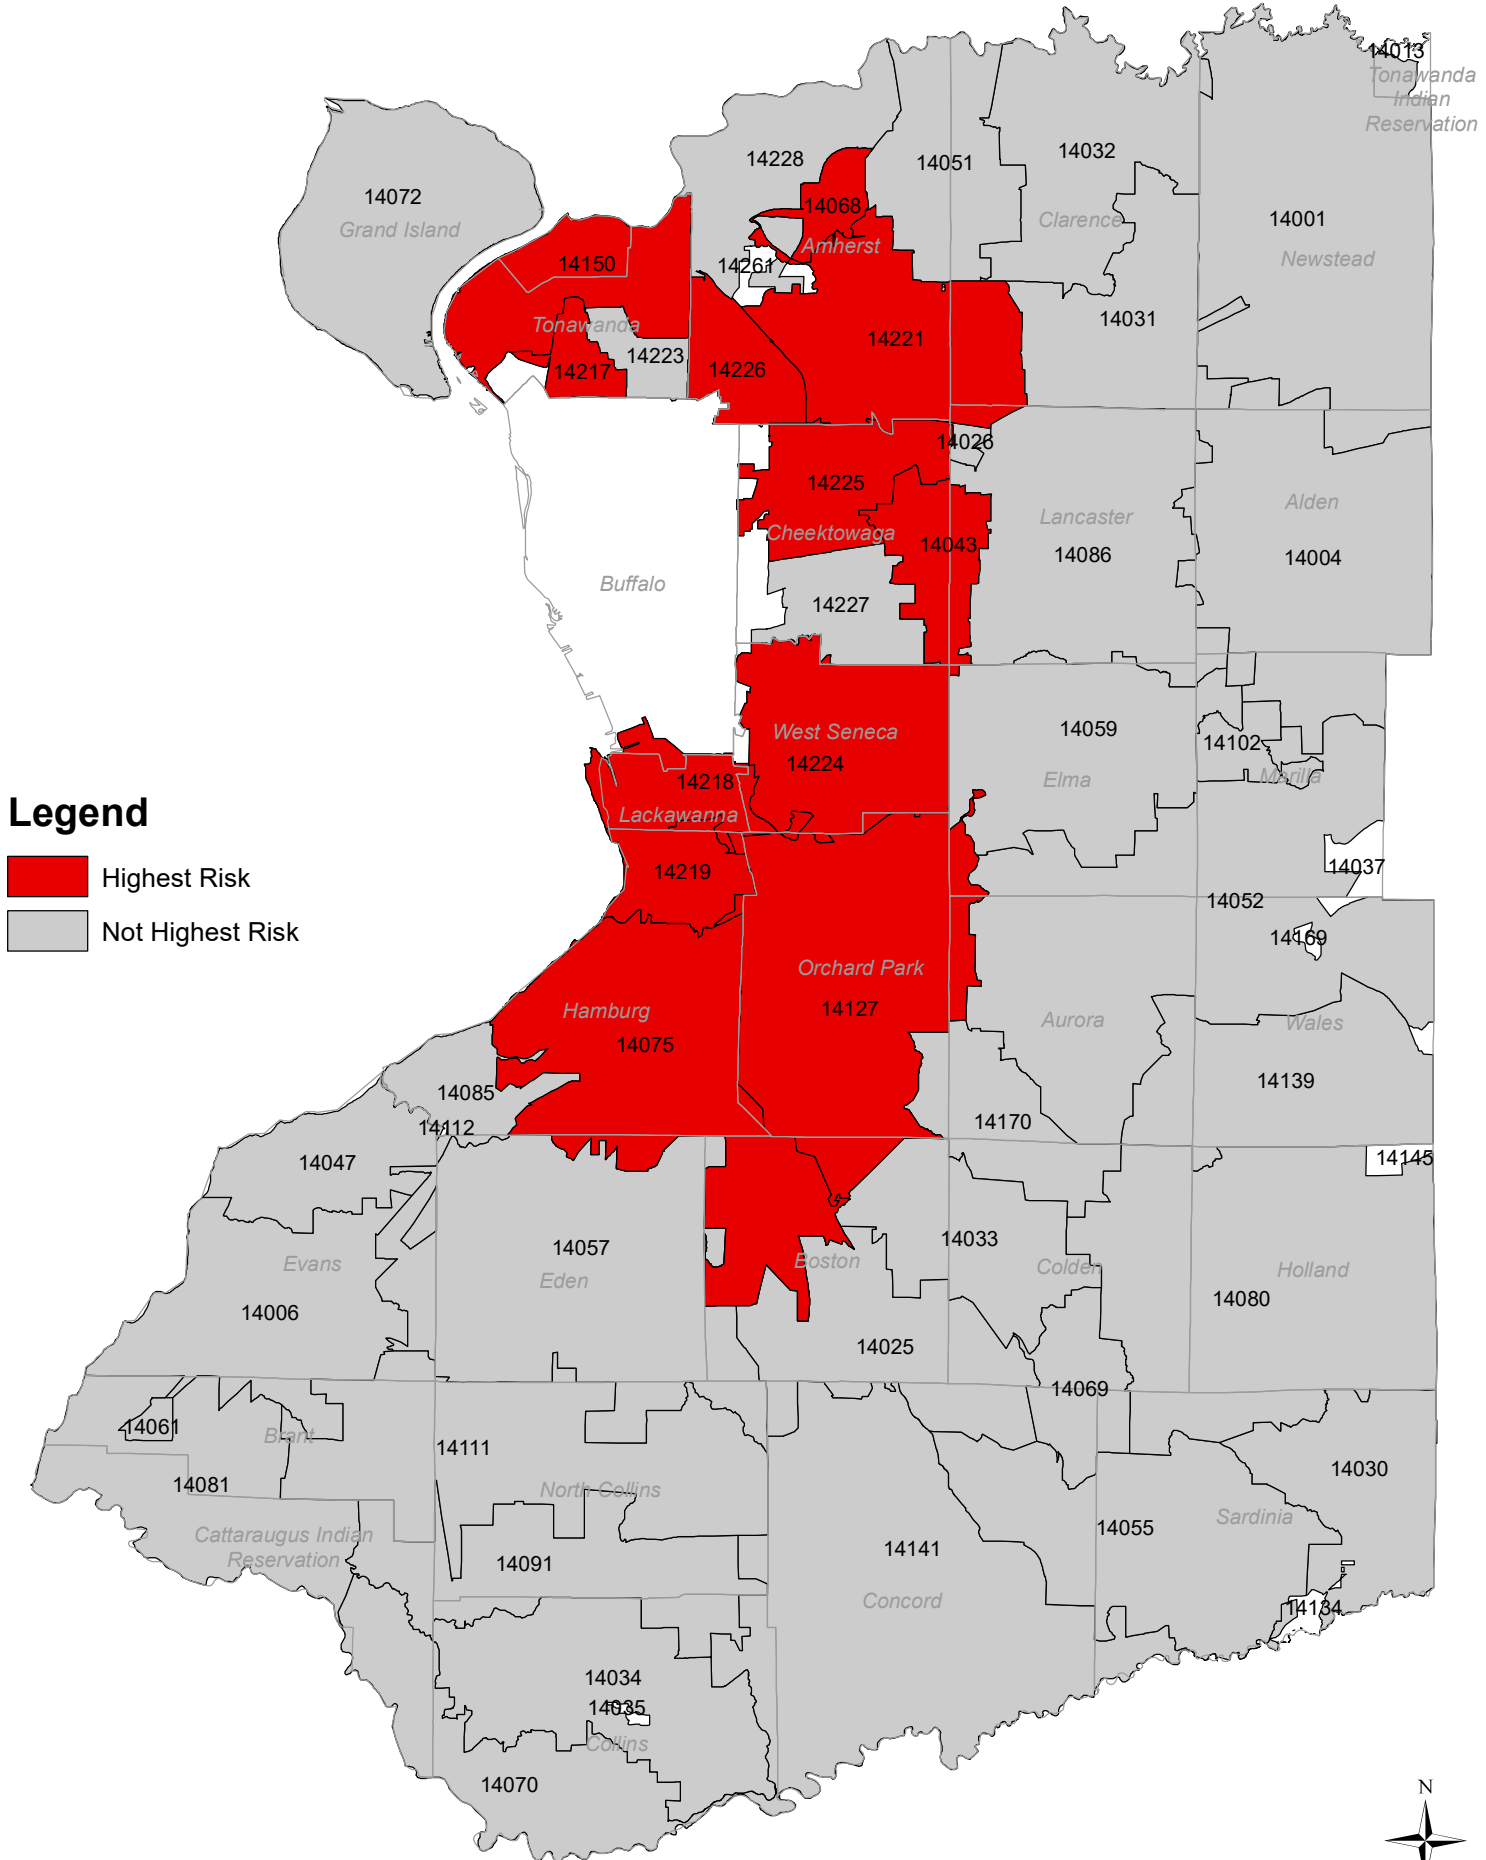 14013
Tonawanda
Indian
Reservation
14032
14228
14051
14072
14068
14001
Grand Island
Clarence
Amherst
Newstead
14150
14261
14031
Tonawanda
14221
14223
14217
14226
14026
14225
Alden
Lancaster
Cheektowaga
14043
14086
14004
Buffalo
14227
West Seneca
14059
14102
14224
Marilla
14218
Elma
Legend
Lackawanna
14037
Highest Risk
14219
14052
Not Highest Risk
14169
Orchard Park
Hamburg
14127
Aurora
Wales
14075
14139
14085
14170
14112
14047
14145
14033
14057
Boston
Evans
Colden
Holland
Eden
14080
14006
14025
14069
14061
Brant
14111
14030
14081
North Collins
Sardinia
14055
Cattaraugus Indian
Reservation
14141
14091
Concord
14134
14034
14035
Collins
14070
N